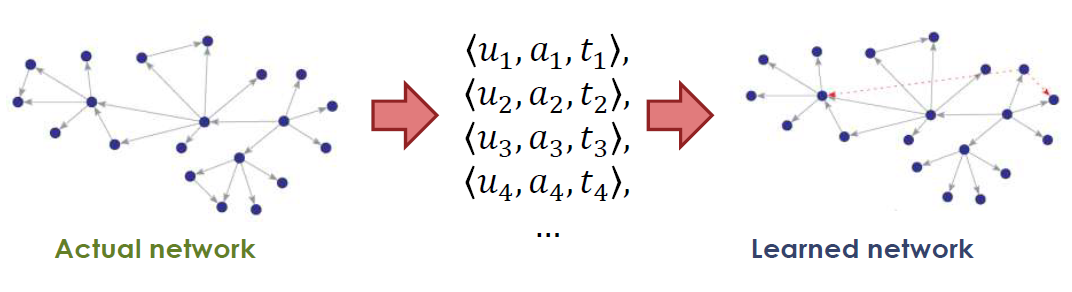 ⟨u₁, a₁, t₁⟩,
⟨u₂, a₂, t₂⟩,
⟨u₃, a₃, t₃⟩,
⟨u₄, a₄, t₄⟩,
...
Actual network
Learned network